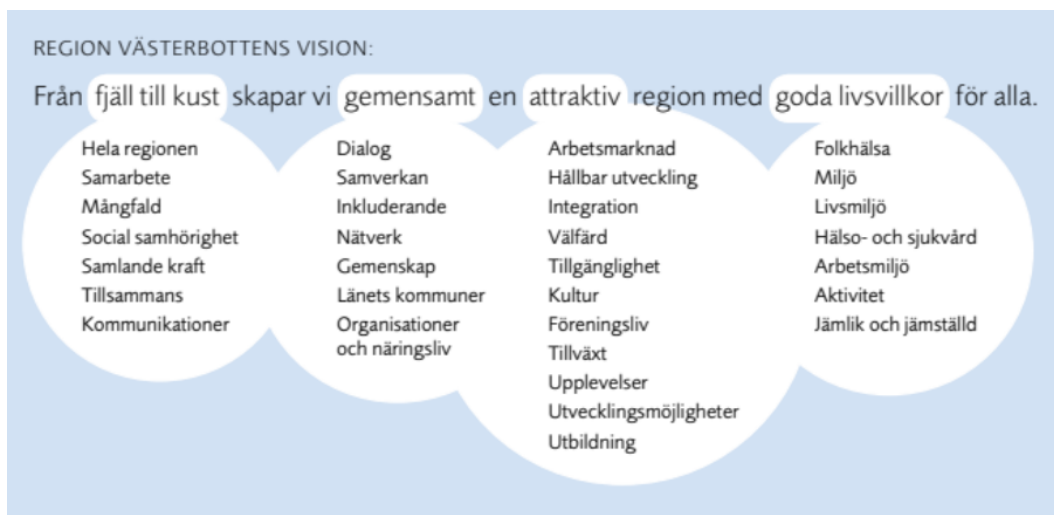 REGION VÄSTERBOTTENS VISION:
Från fjäll till kust skapar vi gemensamt en attraktiv region med goda livsvillkor för alla.
Hela regionen
Samarbete
Mångfald
Social samhörighet
Samlande kraft
Tillsammans
Kommunikationer
Dialog
Samverkan
Inkluderande
Nätverk
Gemenskap
Länets kommuner
Organisationer
och näringsliv
Arbetsmarknad
Hållbar utveckling
Integration
Välfärd
Tillgänglighet
Kultur
Föreningsliv
Tillväxt
Upplevelser
Utvecklingsmöjligheter
Utbildning
Folkhälsa
Miljö
Livsmiljö
Hälso- och sjukvård
Arbetsmiljö
Aktivitet
Jämlik och jämställd